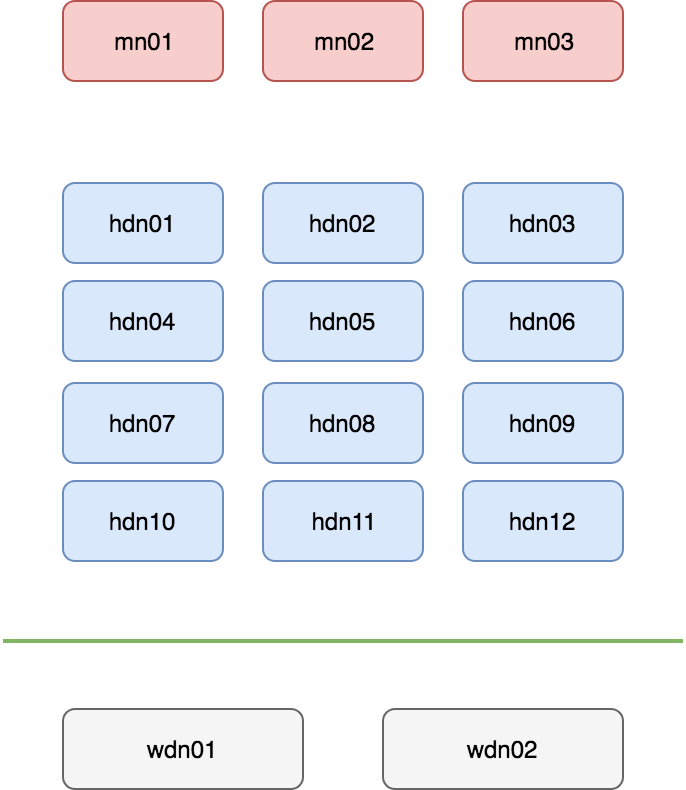 mn01 mn02 mn03
hdn01 hdn02 hdn03
hdn04 hdn05 hdn06
hdn07 hdn08 hdn09
hdn10 hdn11 hdn12
wdn01 wdn02